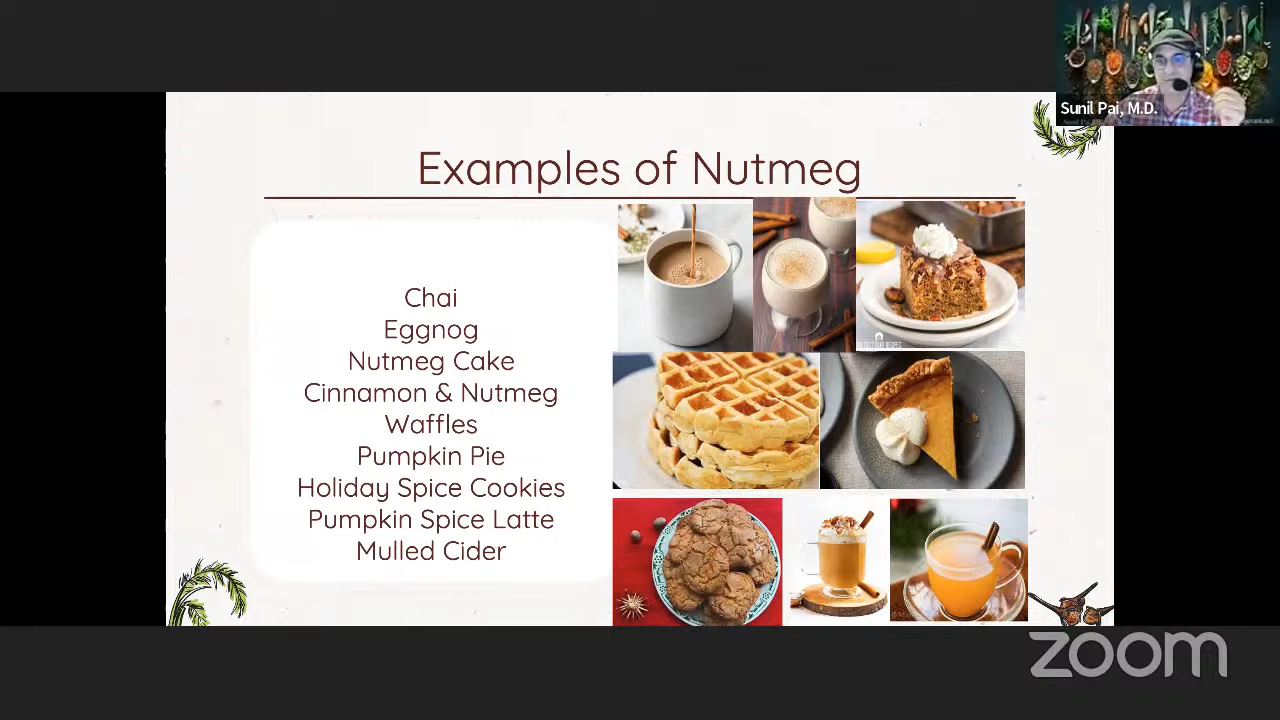 Sunil Pai, M.D.
Examples of Nutmeg
Chai
Eggnog
Nutmeg Cake
Cinnamon & Nutmeg
Waffles
Pumpkin Pie
Holiday Spice Cookies
Pumpkin Spice Latte
Mulled Cider
zoom